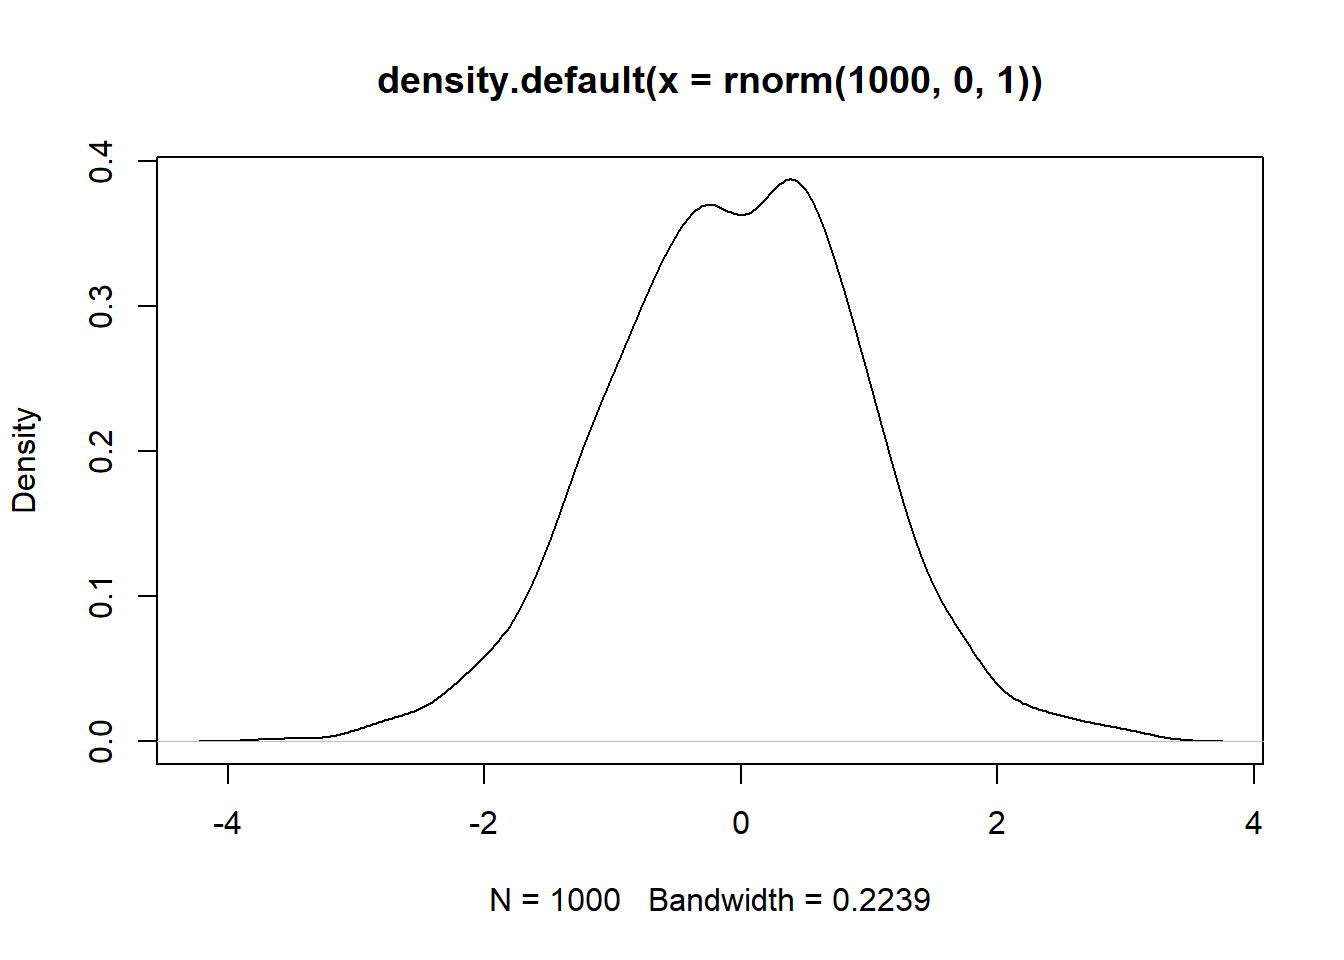 density.default(x = rnorm(1000, 0, 1))
Density
0.4
0.3
0.2
0.1
0.0
-4 -2 0 2 4
N = 1000 Bandwidth = 0.2239